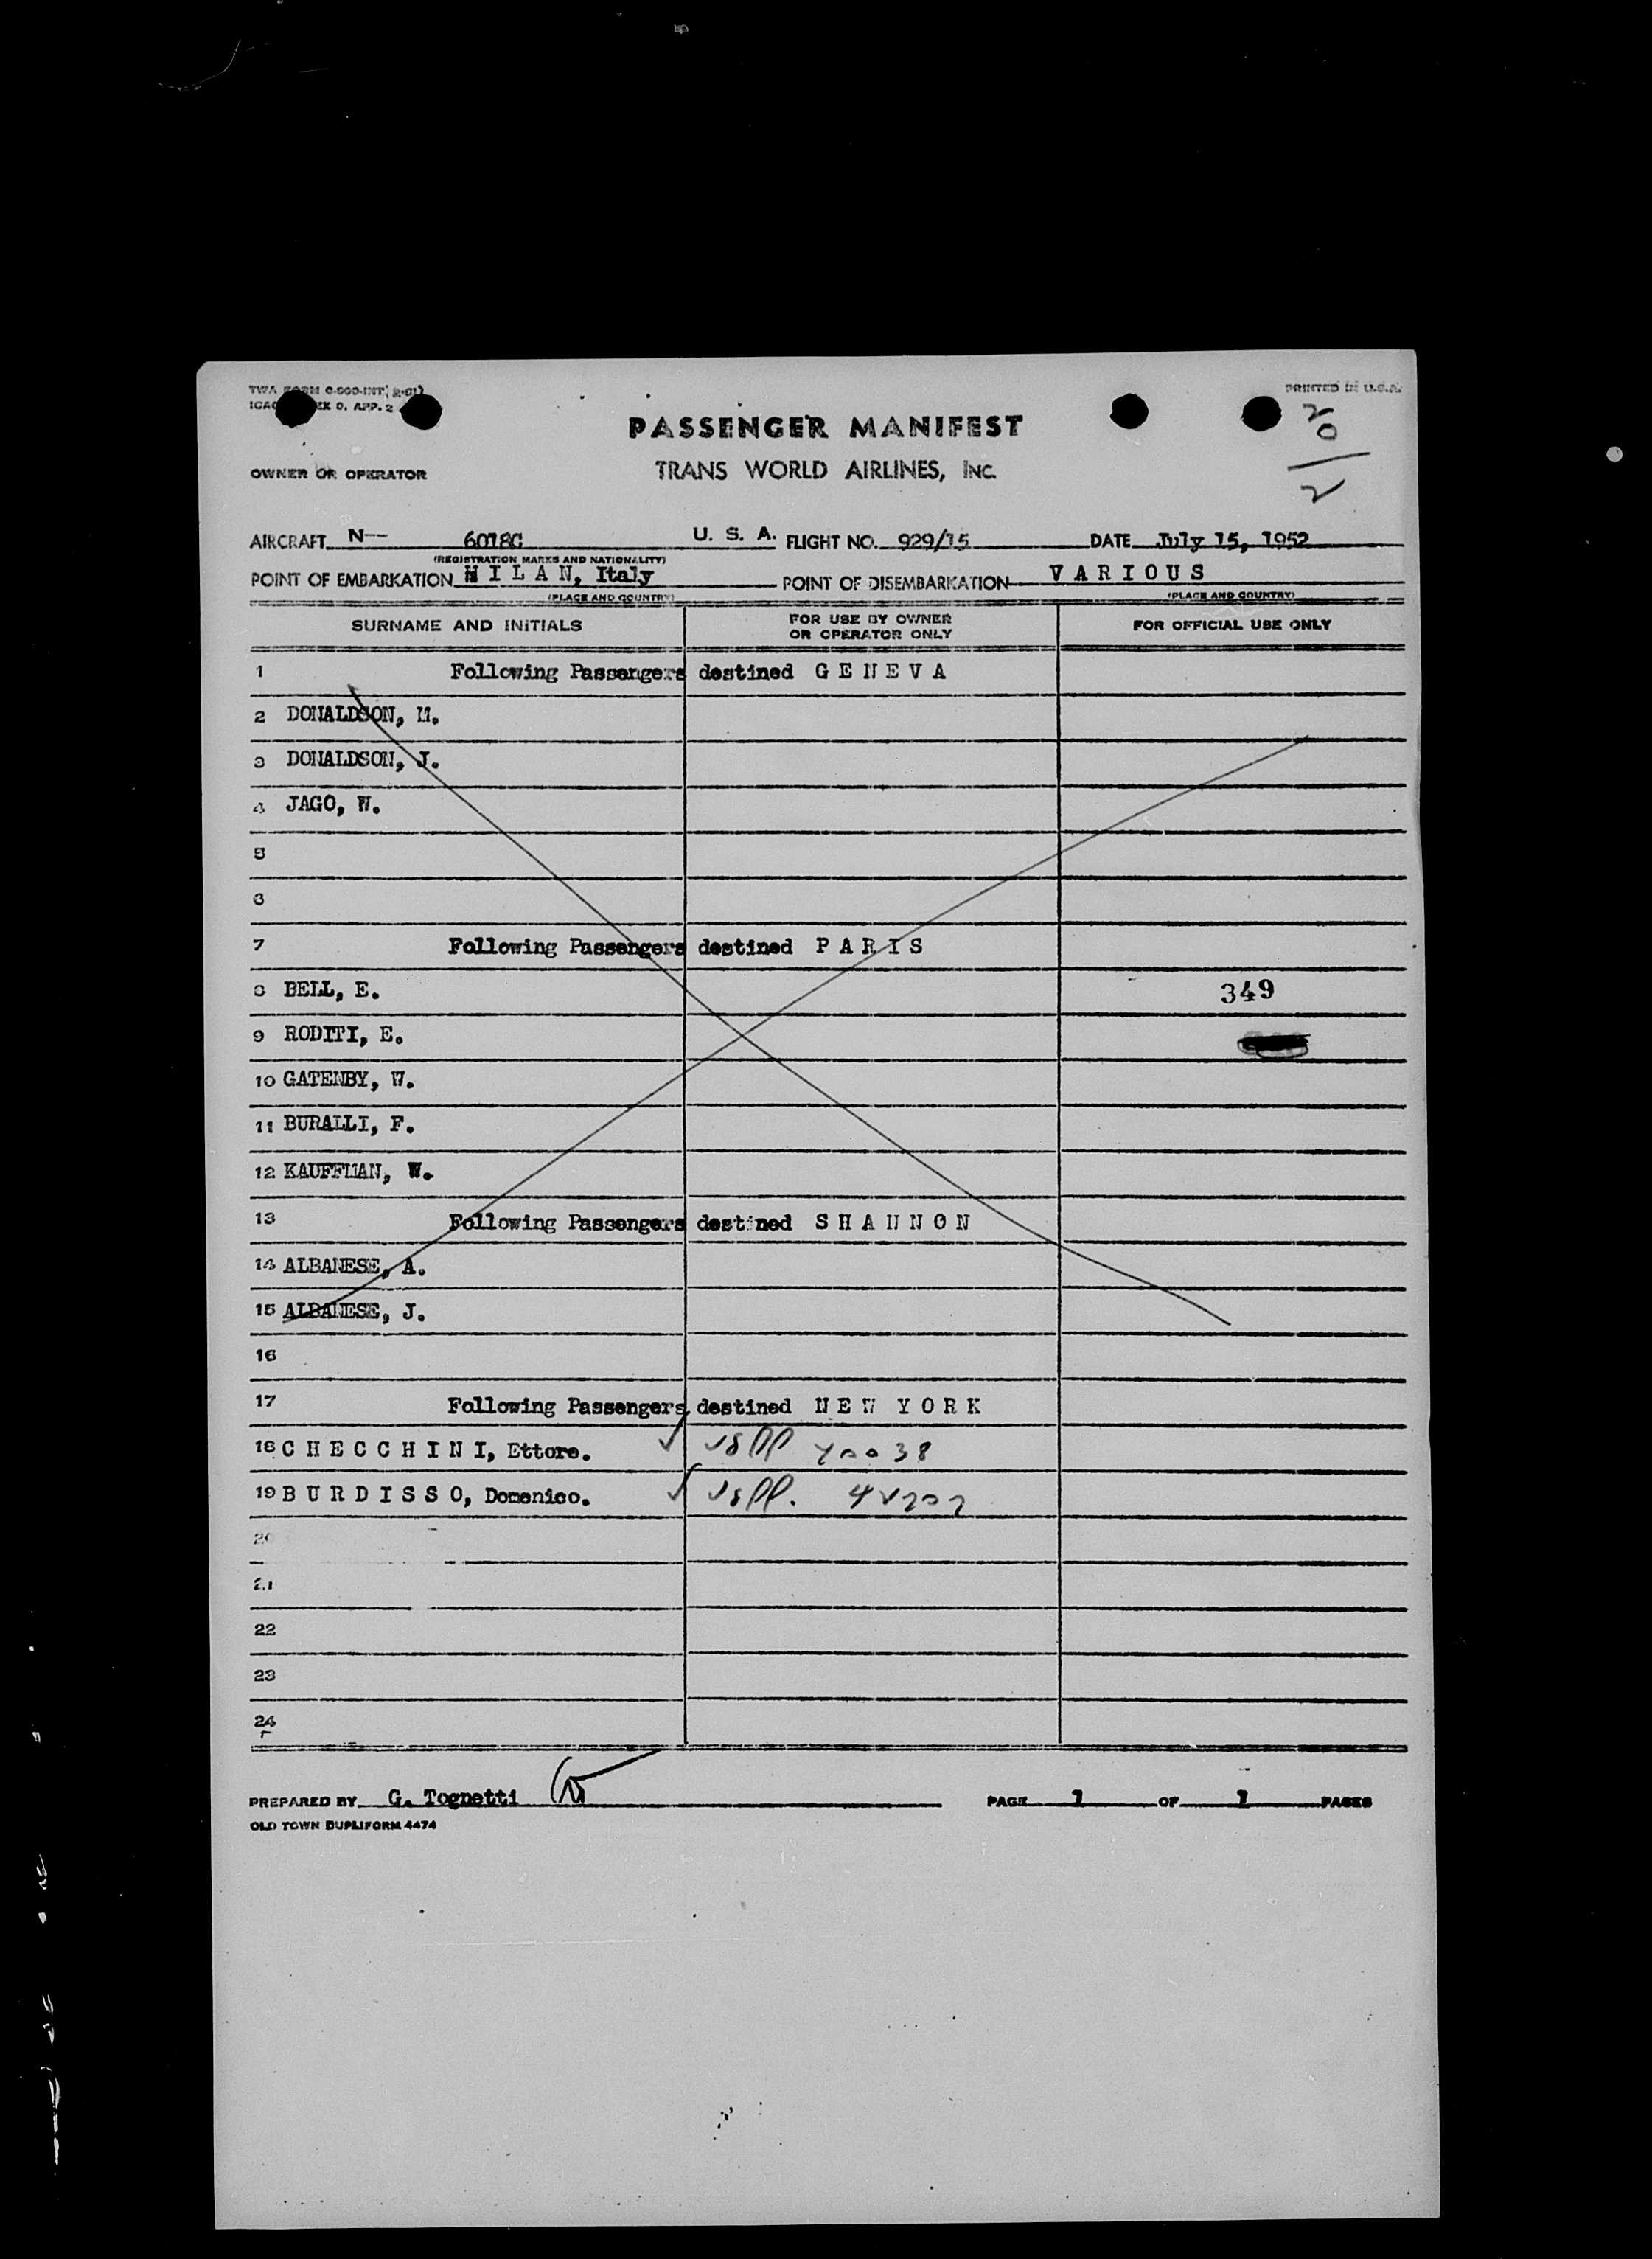 TWA FORM
PRINTED IN U.S.A.
D. APP. 2
20
2
PASSENGER MANIFEST
OWNER OR OPERATOR
TRANS WORLD AIRLINES, INC.
AIRCRAFT N-- 6018C U. S. A. FLIGHT NO. 929/15 DATE July 15, 1952
(REGISTRATION MARKS AND NATIONALITY)
POINT OF EMBARKATION M I L A N, Italy POINT OF DISEMBARKATION V A R I O U S
(PLACE AND COUNTRY) (PLACE AND COUNTRY)
SURNAME AND INITIALS FOR USE BY OWNER OR OPERATOR ONLY FOR OFFICIAL USE ONLY
1 Following Passengers destined G E N E V A
2 DONALDSON, M.
3 DONALDSON, J.
4 JAGO, W.
5
6
7 Following Passengers destined P A R I S
8 BELL, E. 349
9 RODITI, E.
10 GATENBY, W.
11 BURALLI, F.
12 KAUFFMAN, W.
13 Following Passengers destined S H A N N O N
14 ALBANESE, A.
15 ALBANESE, J.
16
17 Following Passengers destined N E W Y O R K
18 C H E C C H I N I, Ettore.
19 B U R D I S S O, Domenico.
20
21
22
23
24
PREPARED BY G. Tognetti PAGE 1 OF 1 PAGES
OLD TOWN DUPLIFORM 4474